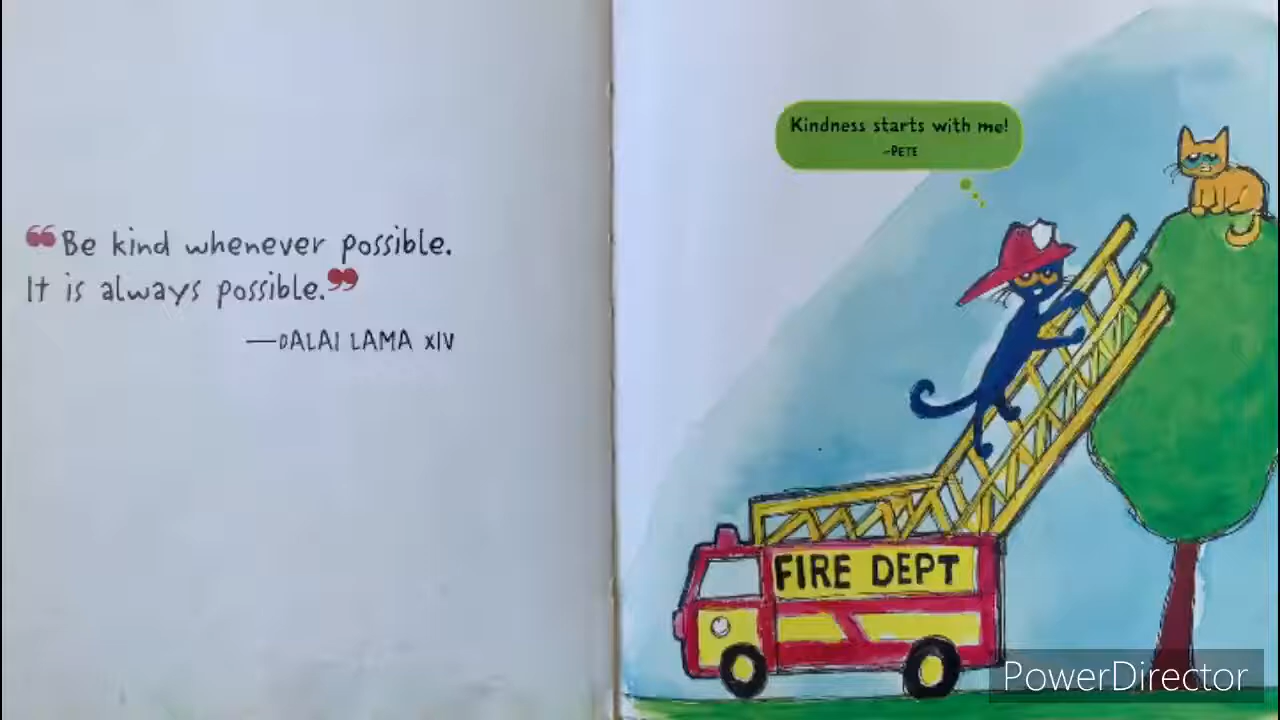 “Be kind whenever possible.
It is always possible.”
—DALAI LAMA XIV
Kindness starts with me!
-PETE
FIRE DEPT
PowerDirector